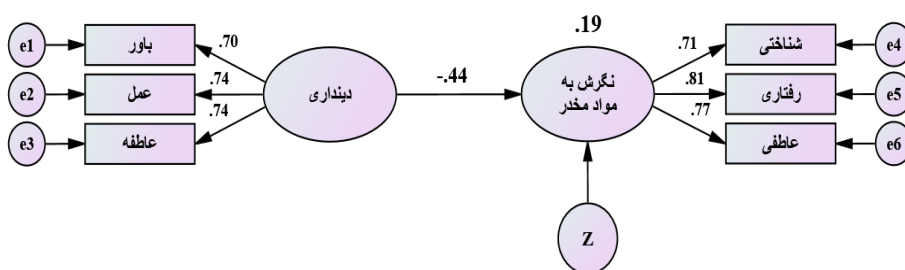 .19
e1
باور
.70
.71
شناختی
e4
e2
عمل
.74
دینداری
-.44
نگرش به
مواد مخدر
.81
رفتاری
e5
e3
عاطفه
.74
.77
عاطفی
e6
Z